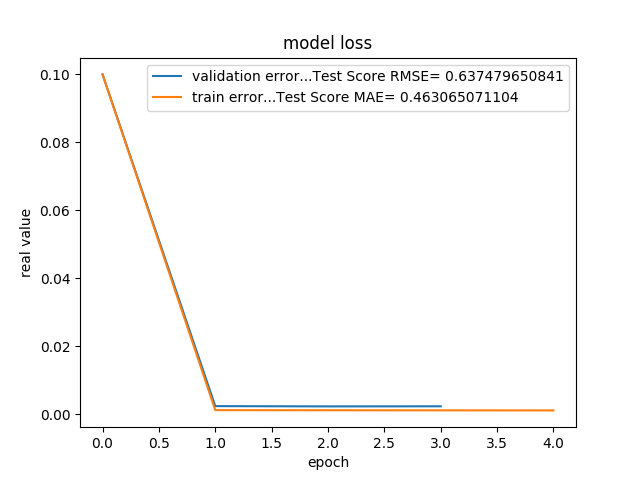 model loss
validation error...Test Score RMSE= 0.637479650841
train error...Test Score MAE= 0.463065071104
0.10
0.08
0.06
0.04
0.02
0.00
real value
0.0 0.5 1.0 1.5 2.0 2.5 3.0 3.5 4.0
epoch